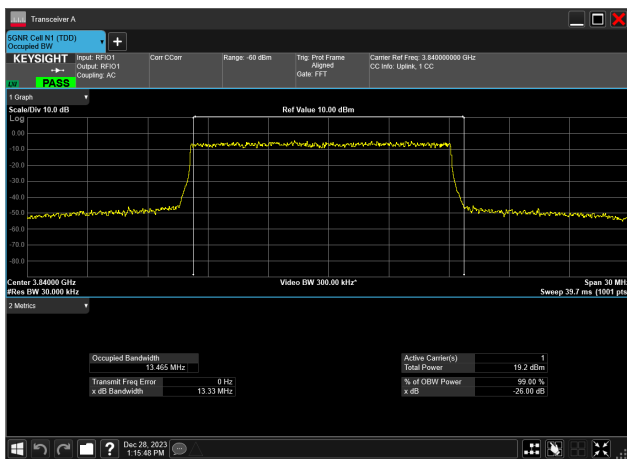 Transceiver A
5GNR Cell N1 (TDD)
Occupied BW
KEYSIGHT
LXI
PASS
Input: RFIO1
Output: RFIO1
Coupling: AC
Corr CCorr
Range: -60 dBm
Trig: Prot Frame
Aligned
Gate: FFT
Carrier Ref Freq: 3.840000000 GHz
CC Info: Uplink, 1 CC
1 Graph
Scale/Div 10.0 dB
Ref Value 10.00 dBm
Log
0.00
-10.0
-20.0
-30.0
-40.0
-50.0
-60.0
-70.0
-80.0
Center 3.84000 GHz
Video BW 300.00 kHz*
Span 30 MHz
#Res BW 30.000 kHz
Sweep 39.7 ms (1001 pts
2 Metrics
Occupied Bandwidth
13.465 MHz
Active Carrier(s) 1
Total Power 19.2 dBm
Transmit Freq Error 0 Hz
x dB Bandwidth 13.33 MHz
% of OBW Power 99.00 %
x dB -26.00 dB
?
Dec 28, 2023
1:15:48 PM